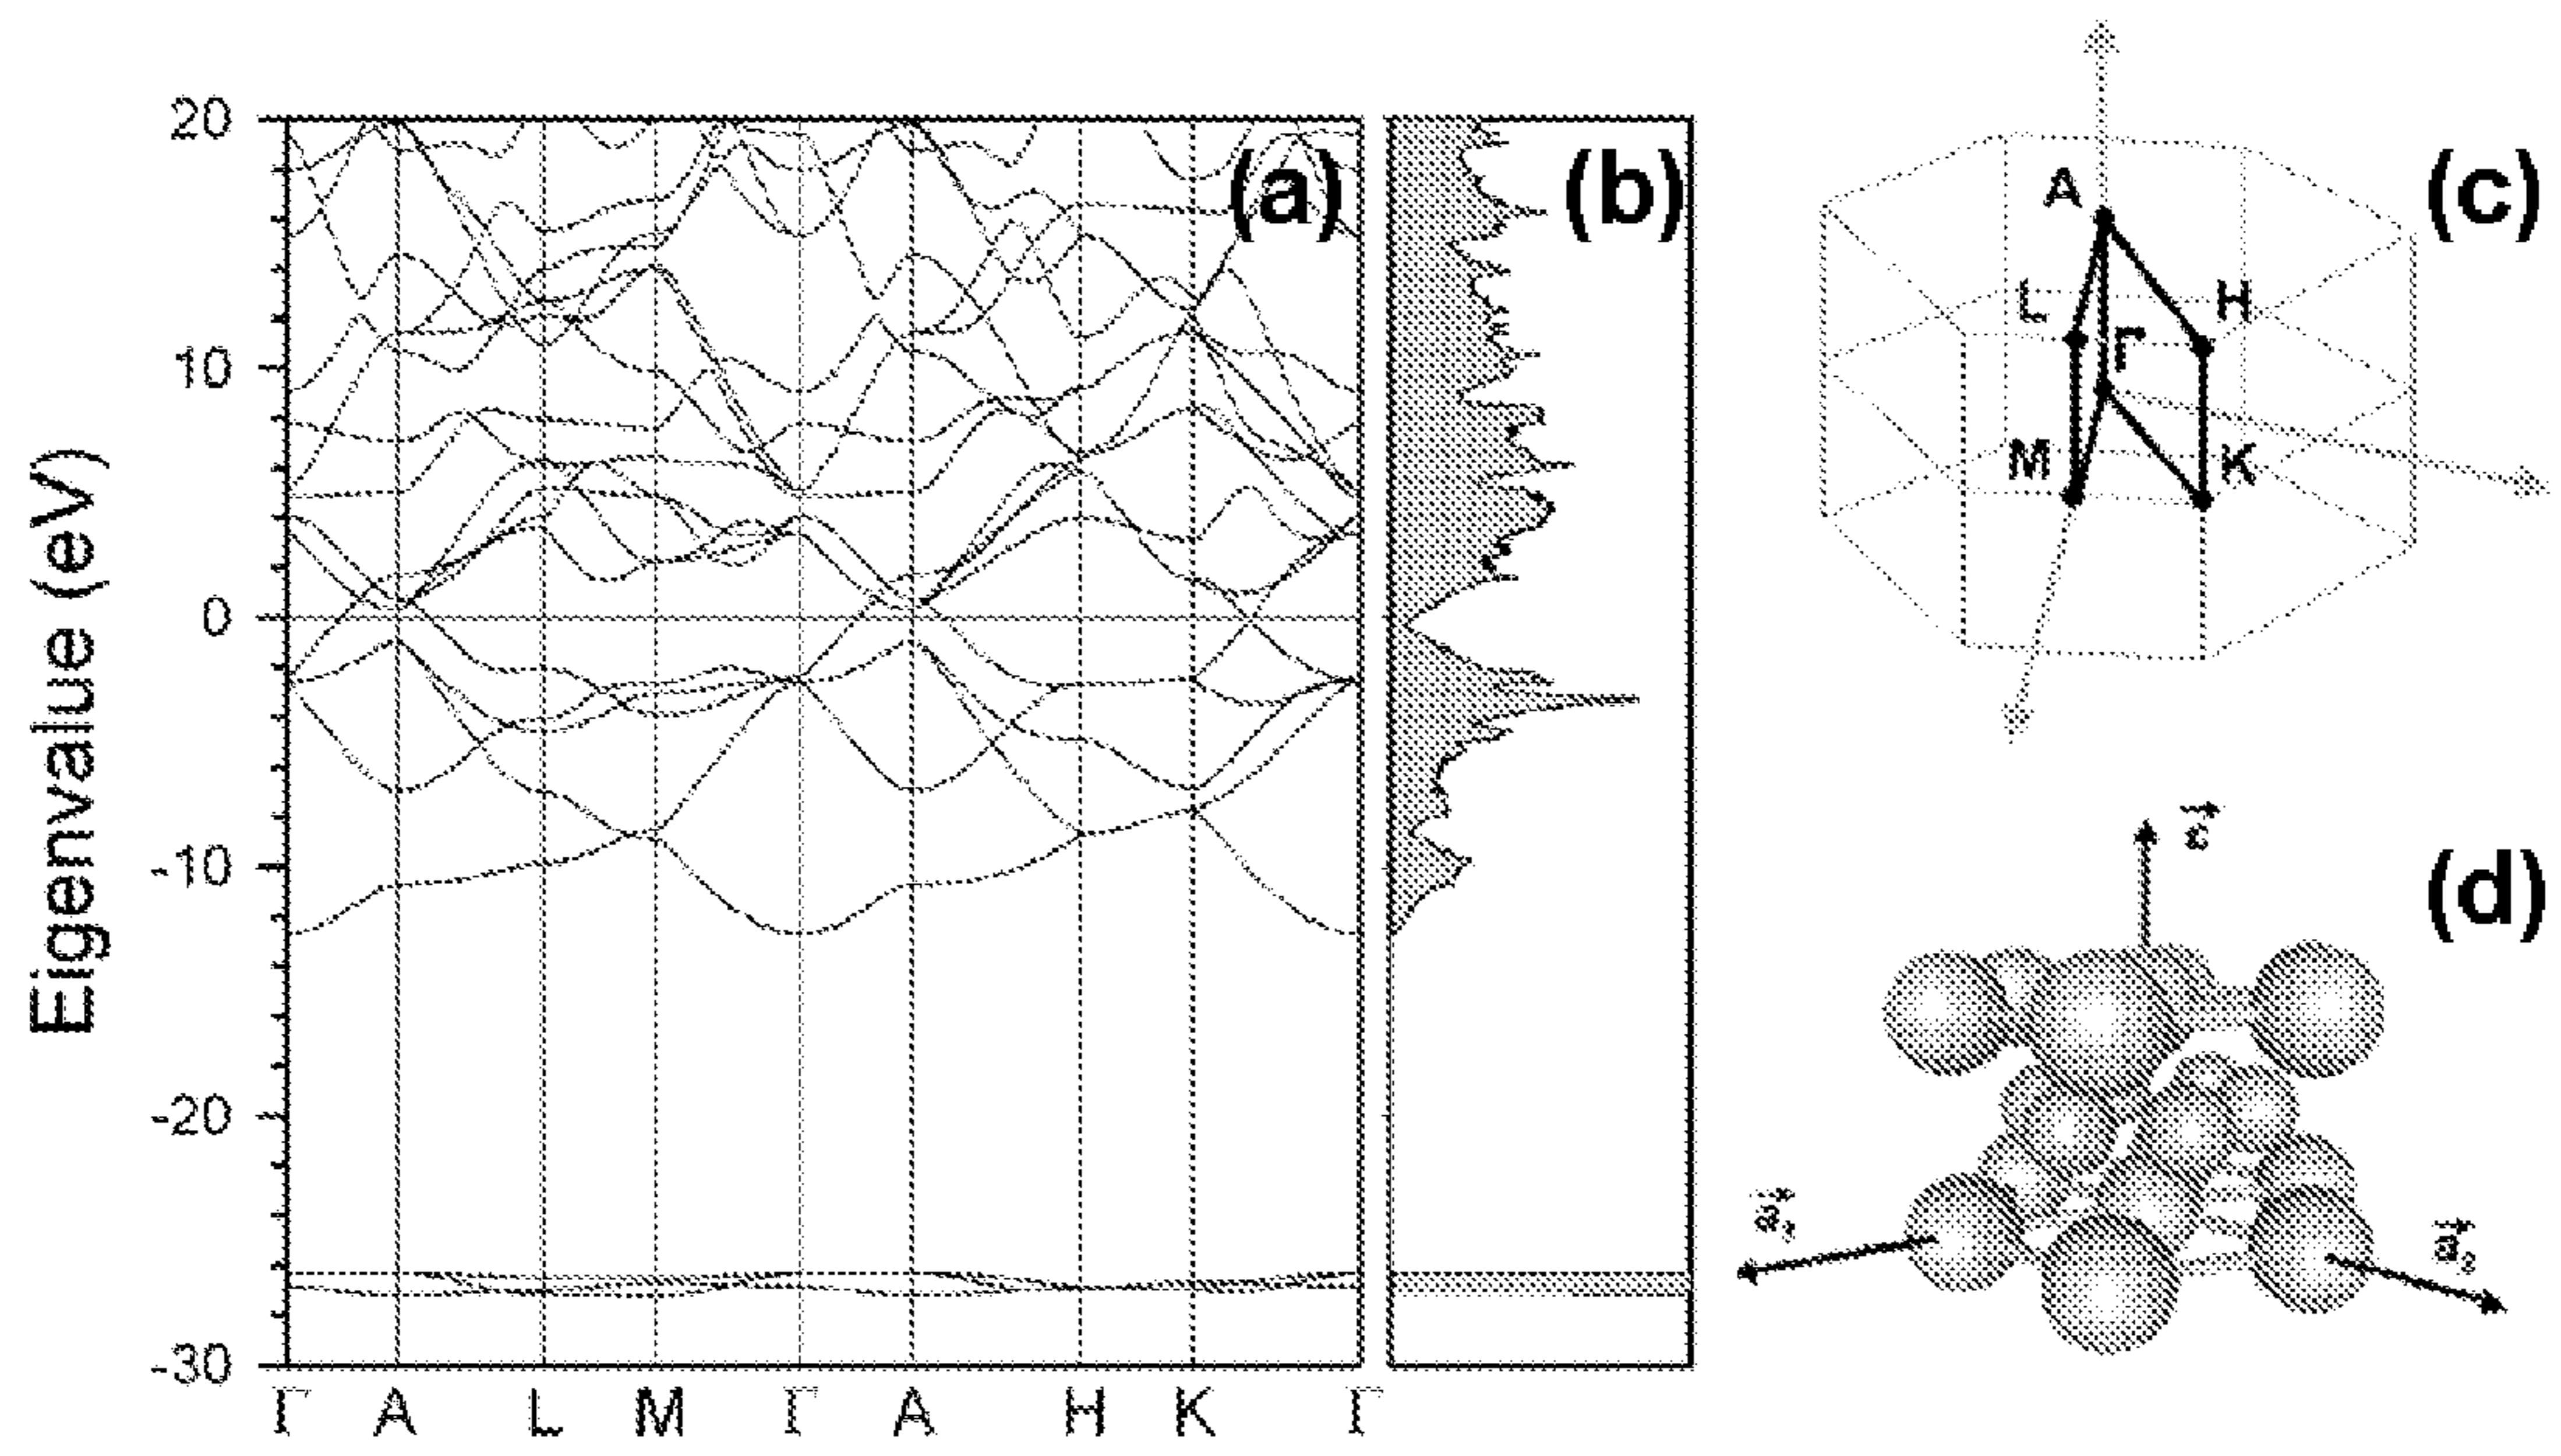 Eigenvalue (eV)
20
10
0
-10
-20
-30
Γ A L M Γ A H K Γ
(a)
(b)
(c)
A
L
H
Γ
M
K
(d)